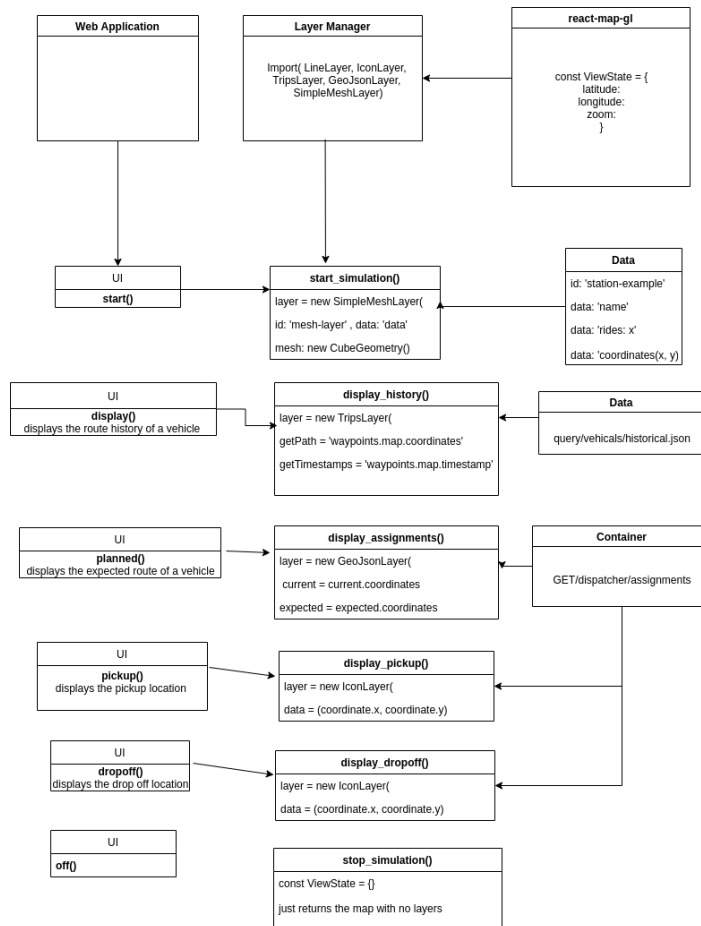 Web Application
Layer Manager
Import( LineLayer, IconLayer,
TripsLayer, GeoJsonLayer,
SimpleMeshLayer)
react-map-gl
const ViewState = {
latitude:
longitude:
zoom:
}
UI
start()
start_simulation()
layer = new SimpleMeshLayer(
id: 'mesh-layer' , data: 'data'
mesh: new CubeGeometry()
Data
id: 'station-example'
data: 'name'
data: 'rides: x'
data: 'coordinates(x, y)
UI
display()
displays the route history of a vehicle
display_history()
layer = new TripsLayer(
getPath = 'waypoints.map.coordinates'
getTimestamps = 'waypoints.map.timestamp'
Data
query/vehicals/historical.json
UI
planned()
displays the expected route of a vehicle
display_assignments()
layer = new GeoJsonLayer(
current = current.coordinates
expected = expected.coordinates
Container
GET/dispatcher/assignments
UI
pickup()
displays the pickup location
display_pickup()
layer = new IconLayer(
data = (coordinate.x, coordinate.y)
UI
dropoff()
displays the drop off location
display_dropoff()
layer = new IconLayer(
data = (coordinate.x, coordinate.y)
UI
off()
stop_simulation()
const ViewState = {}
just returns the map with no layers